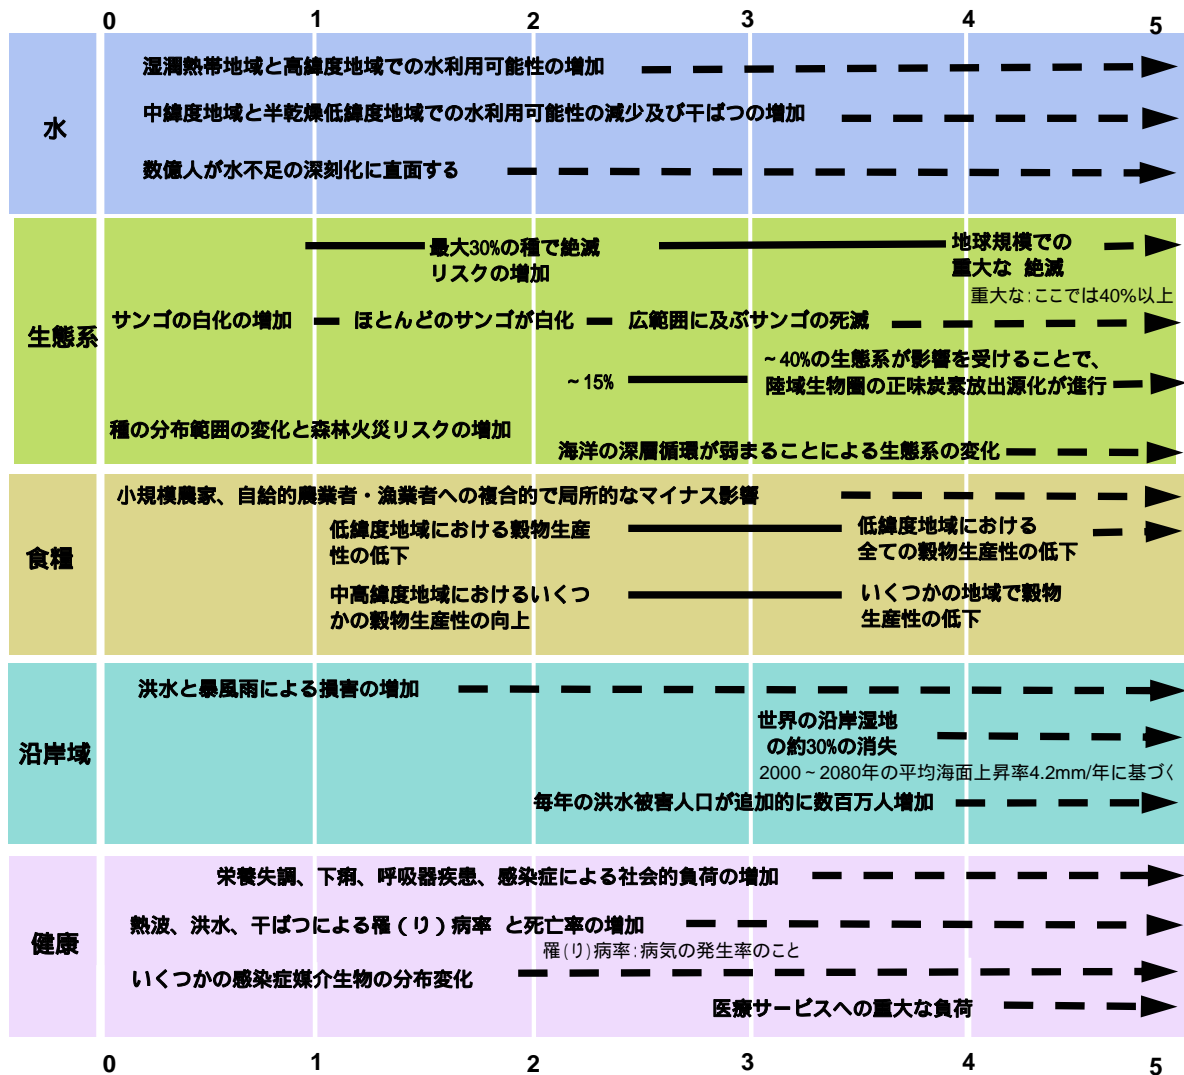 0 1 2 3 4 5
水
湿潤熱帯地域と高緯度地域での水利用可能性の増加
中緯度地域と半乾燥低緯度地域での水利用可能性の減少及び干ばつの増加
数億人が水不足の深刻化に直面する
生態系
最大30%の種で絶滅
リスクの増加
地球規模での
重大な 絶滅
重大な:ここでは40%以上
サンゴの白化の増加
ほとんどのサンゴが白化
広範囲に及ぶサンゴの死滅
~15%
~40%の生態系が影響を受けることで、
陸域生物圏の正味炭素放出源化が進行
種の分布範囲の変化と森林火災リスクの増加
海洋の深層循環が弱まることによる生態系の変化
食糧
小規模農家、自給的農業者・漁業者への複合的で局所的なマイナス影響
低緯度地域における穀物生産
性の低下
低緯度地域における
全ての穀物生産性の低下
中高緯度地域におけるいくつ
かの穀物生産性の向上
いくつかの地域で穀物
生産性の低下
沿岸域
洪水と暴風雨による損害の増加
世界の沿岸湿地
の約30%の消失
2000~2080年の平均海面上昇率4.2mm/年に基づく
毎年の洪水被害人口が追加的に数百万人増加
健康
栄養失調、下痢、呼吸器疾患、感染症による社会的負荷の増加
熱波、洪水、干ばつによる罹(り)病率 と死亡率の増加
罹(り)病率:病気の発生率のこと
いくつかの感染症媒介生物の分布変化
医療サービスへの重大な負荷
0 1 2 3 4 5